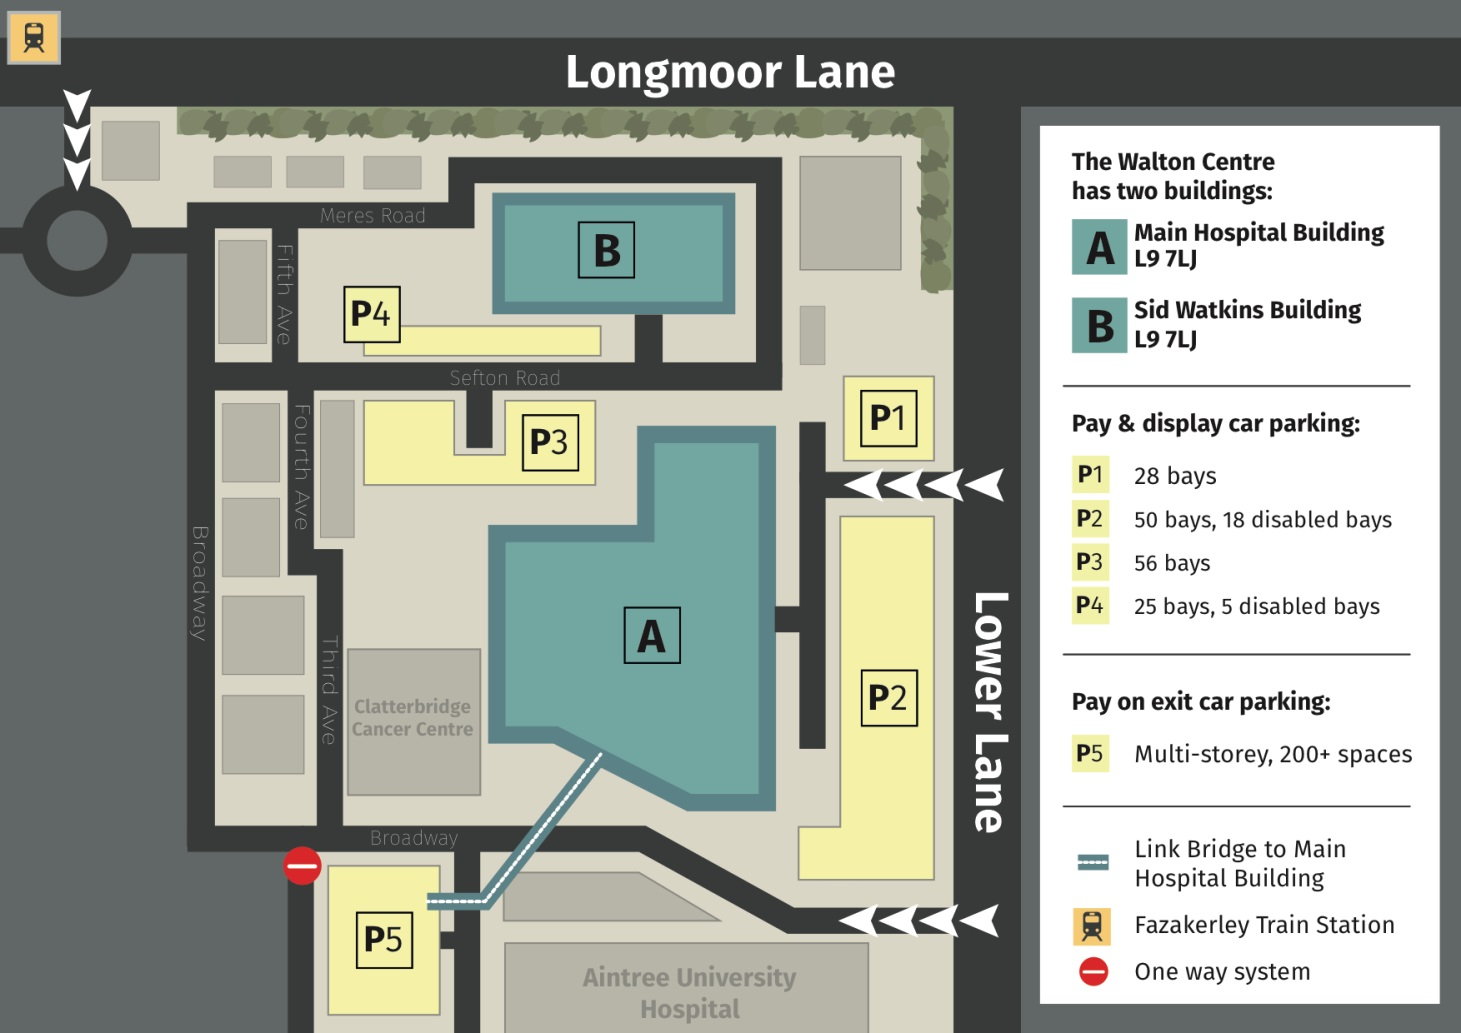 Longmoor Lane
Meres Road
Fifth Ave
B
P4
Sefton Road
Fourth Ave
P3
P1
Broadway
A
Third Ave
Clatterbridge
Cancer Centre
P2
Lower Lane
Broadway
P5
Aintree University
Hospital
The Walton Centre
has two buildings:
A
Main Hospital Building
L9 7LJ
B
Sid Watkins Building
L9 7LJ
Pay & display car parking:
P1 28 bays
P2 50 bays, 18 disabled bays
P3 56 bays
P4 25 bays, 5 disabled bays
Pay on exit car parking:
P5 Multi-storey, 200+ spaces
Link Bridge to Main
Hospital Building
Fazakerley Train Station
One way system